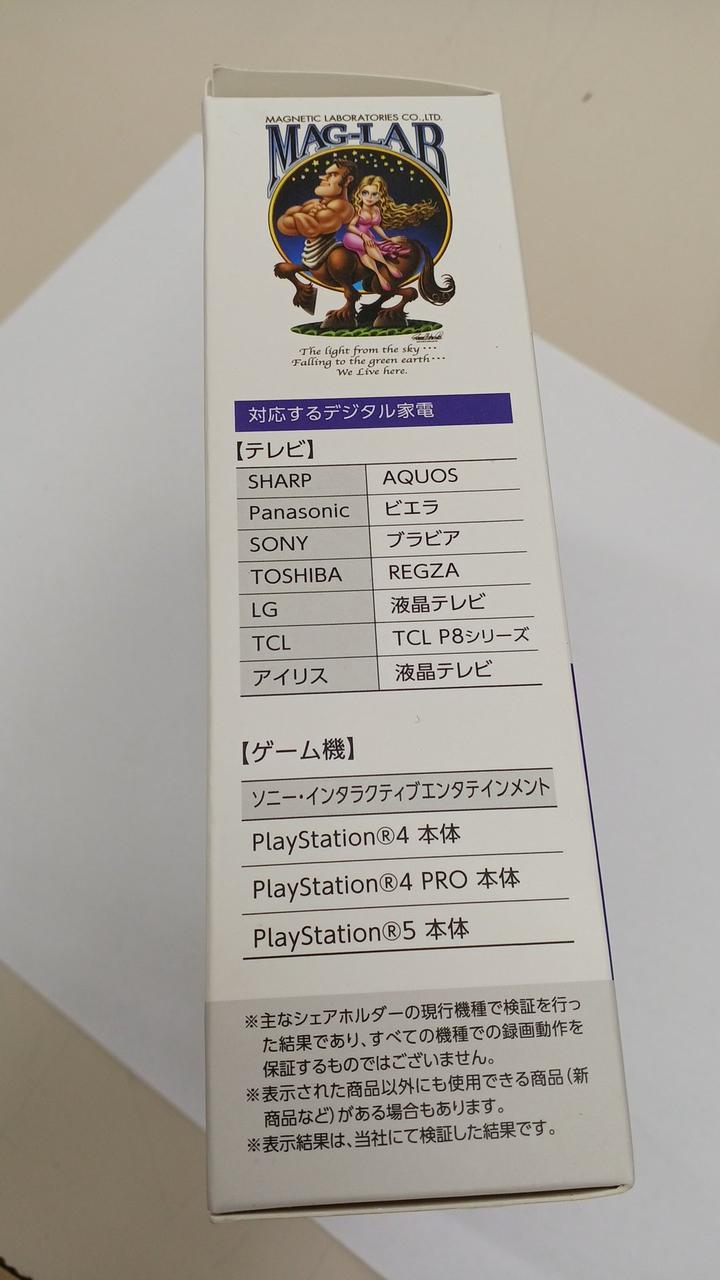 MAGNETIC LABORATORIES CO.,LTD.
MAG-LAB
The light from the sky･･･
Falling to the green earth･･･
We Live here.
対応するデジタル家電
【テレビ】
SHARP AQUOS
Panasonic ビエラ
SONY ブラビア
TOSHIBA REGZA
LG 液晶テレビ
TCL TCL P8シリーズ
アイリス 液晶テレビ
【ゲーム機】
ソニー・インタラクティブエンタテインメント
PlayStation®4 本体
PlayStation®4 PRO 本体
PlayStation®5 本体
※主なシェアホルダーの現行機種で検証を行っ
た結果であり、すべての機種での録画動作を
保証するものではございません。
※表示された商品以外にも使用できる商品（新
商品など）がある場合もあります。
※表示結果は、当社にて検証した結果です。